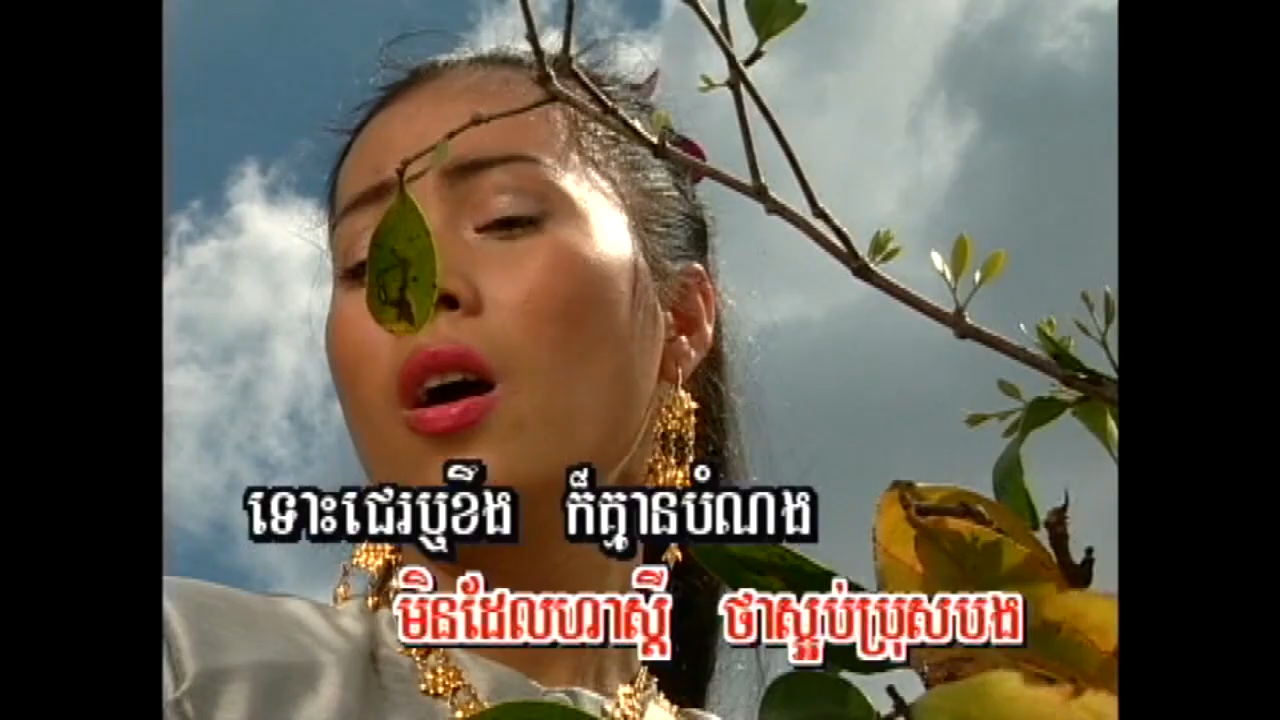 ទោះជេរឬខឹង ក៏គ្មានបំណង
មិនដែលហាស្ដី ថាស្អប់ប្រុសបង